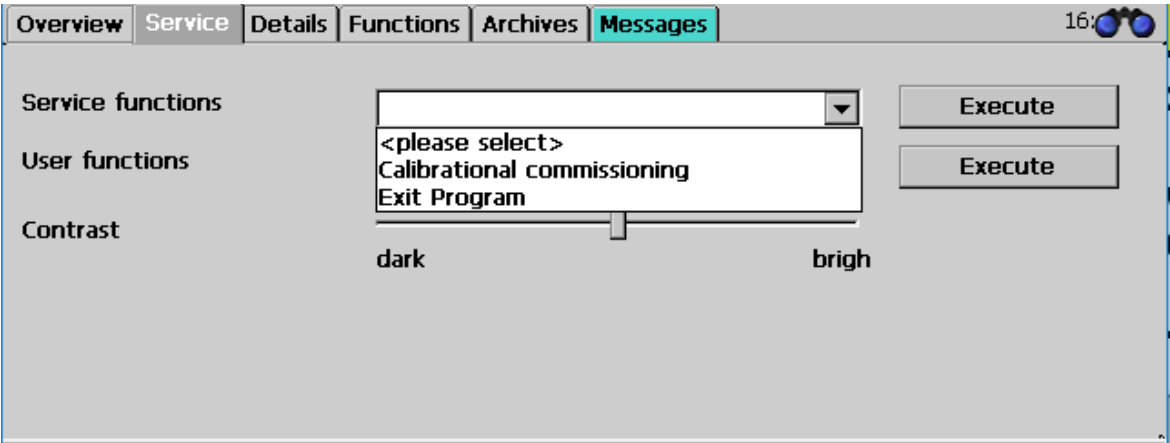 Overview Service Details Functions Archives Messages 16:
Service functions Execute
<please select>
User functions Calibrational commissioning Execute
Exit Program
Contrast
dark brigh